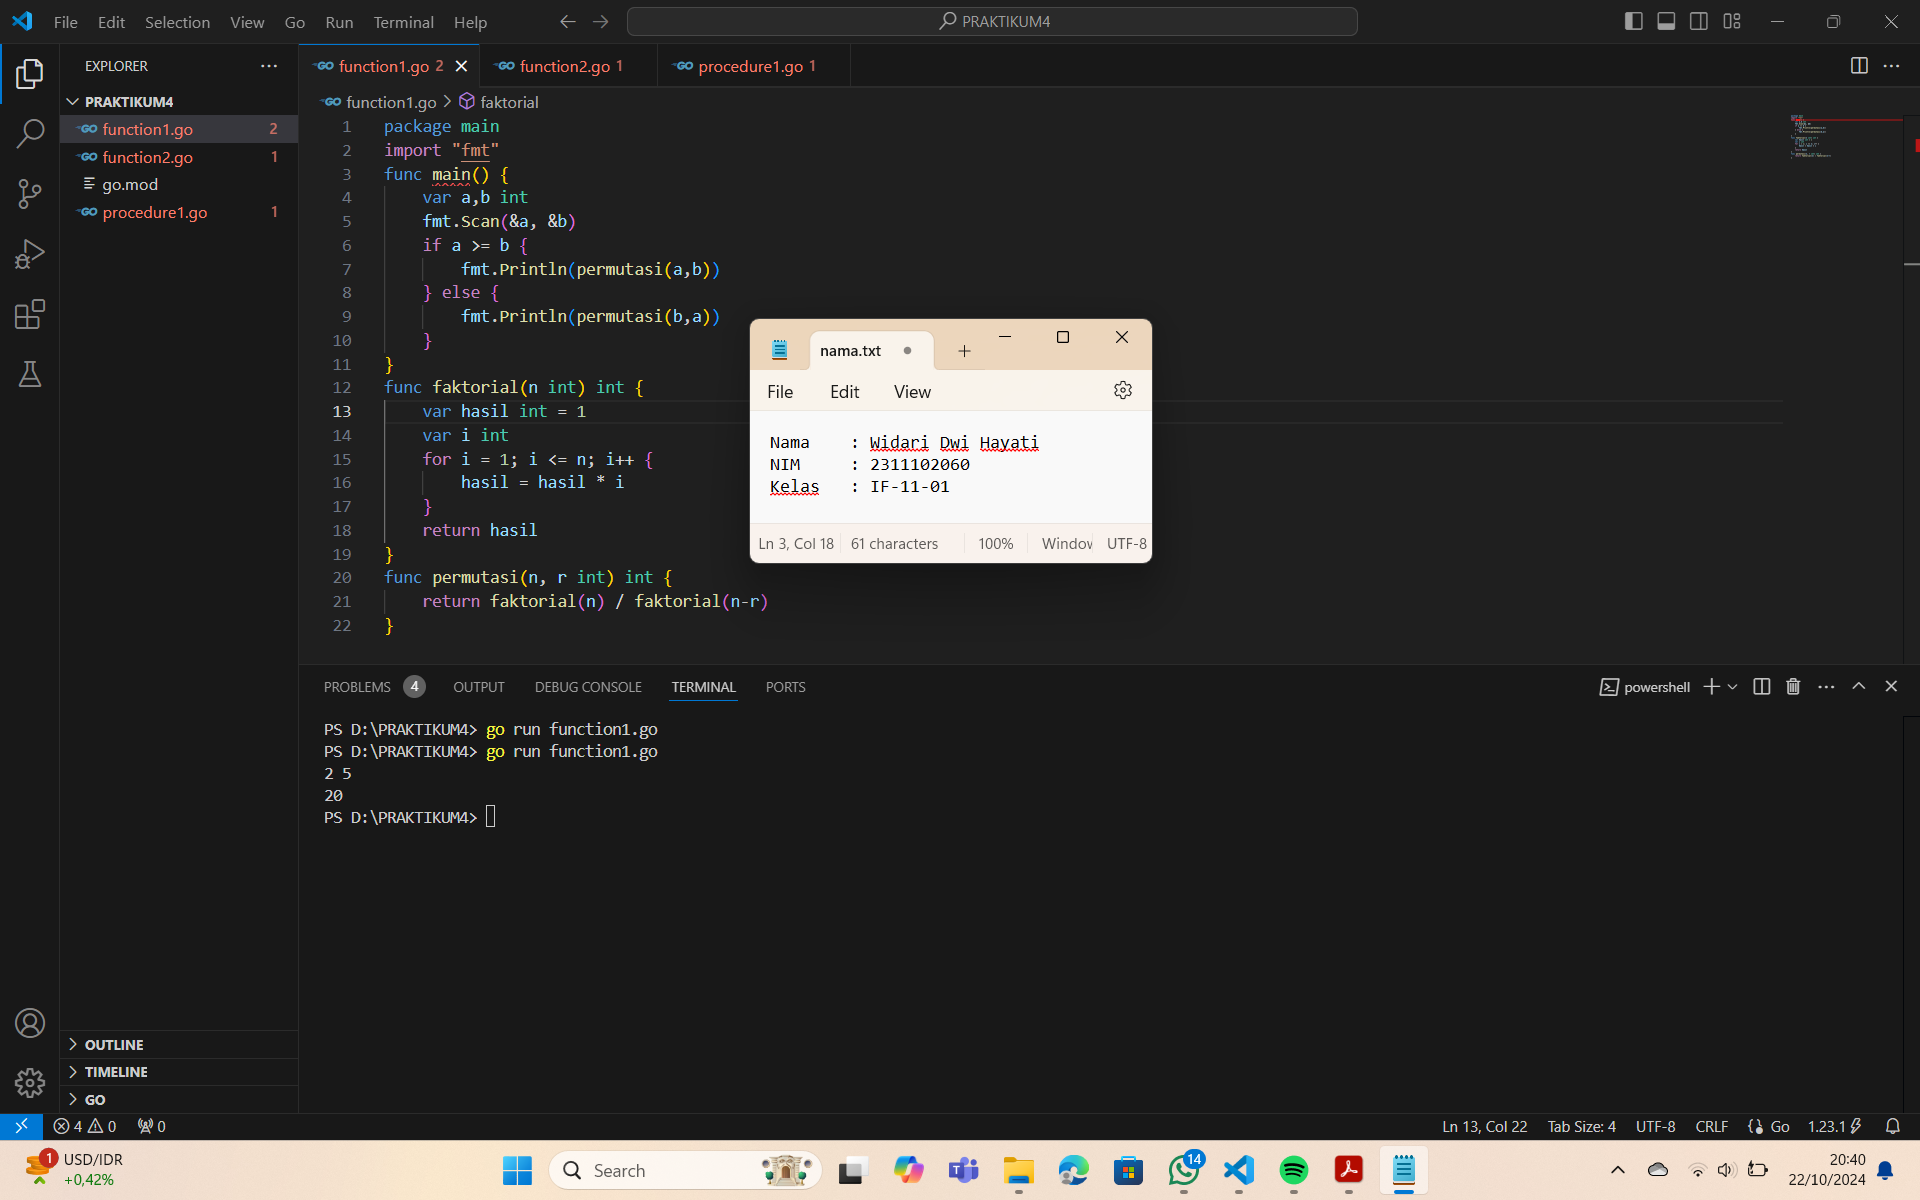 File Edit Selection View Go Run Terminal Help
PRAKTIKUM4
EXPLORER
PRAKTIKUM4
function1.go 2
function2.go 1
go.mod
procedure1.go 1
OUTLINE
TIMELINE
GO
function1.go 2
function2.go 1
procedure1.go 1
function1.go > faktorial
1 package main
2 import "fmt"
3 func main() {
4 var a,b int
5 fmt.Scan(&a, &b)
6 if a >= b {
7 fmt.Println(permutasi(a,b))
8 } else {
9 fmt.Println(permutasi(b,a))
10 }
11 }
12 func faktorial(n int) int {
13 var hasil int = 1
14 var i int
15 for i = 1; i <= n; i++ {
16 hasil = hasil * i
17 }
18 return hasil
19 }
20 func permutasi(n, r int) int {
21 return faktorial(n) / faktorial(n-r)
22 }
nama.txt
File Edit View
Nama : Widari Dwi Hayati
NIM : 2311102060
Kelas : IF-11-01
Ln 3, Col 18 61 characters 100% Window UTF-8
PROBLEMS 4 OUTPUT DEBUG CONSOLE TERMINAL PORTS
powershell
PS D:\PRAKTIKUM4> go run function1.go
PS D:\PRAKTIKUM4> go run function1.go
2 5
20
PS D:\PRAKTIKUM4>
4 0 0
Ln 13, Col 22 Tab Size: 4 UTF-8 CRLF {} Go 1.23.1
1
USD/IDR
+0,42%
Search
14
20:40
22/10/2024